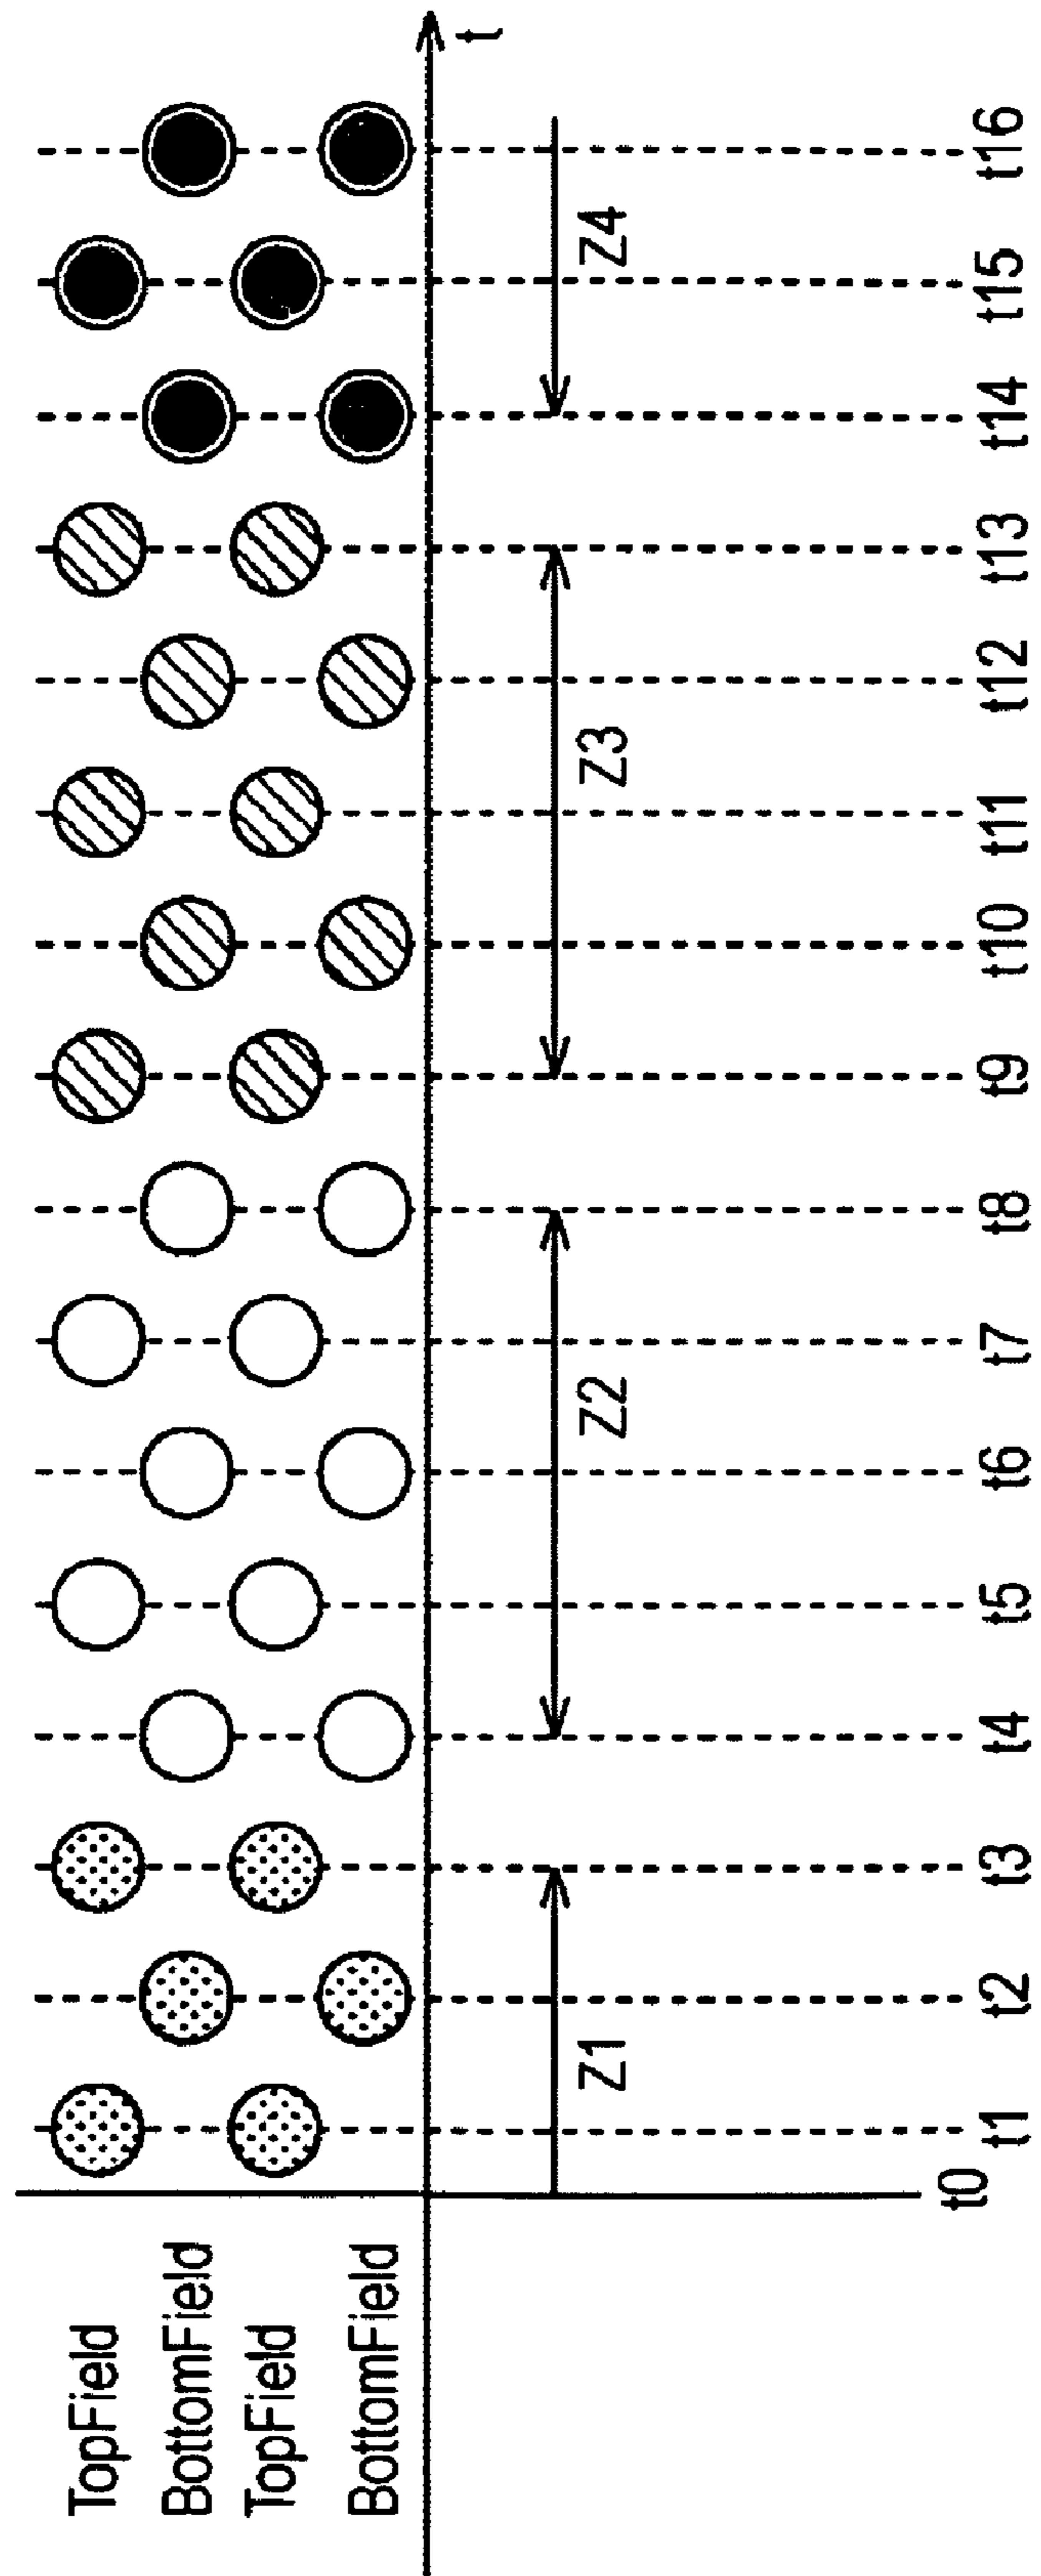 TopField
BottomField
TopField
BottomField
t
Z1
Z2
Z3
Z4
t0
t1
t2
t3
t4
t5
t6
t7
t8
t9
t10
t11
t12
t13
t14
t15
t16